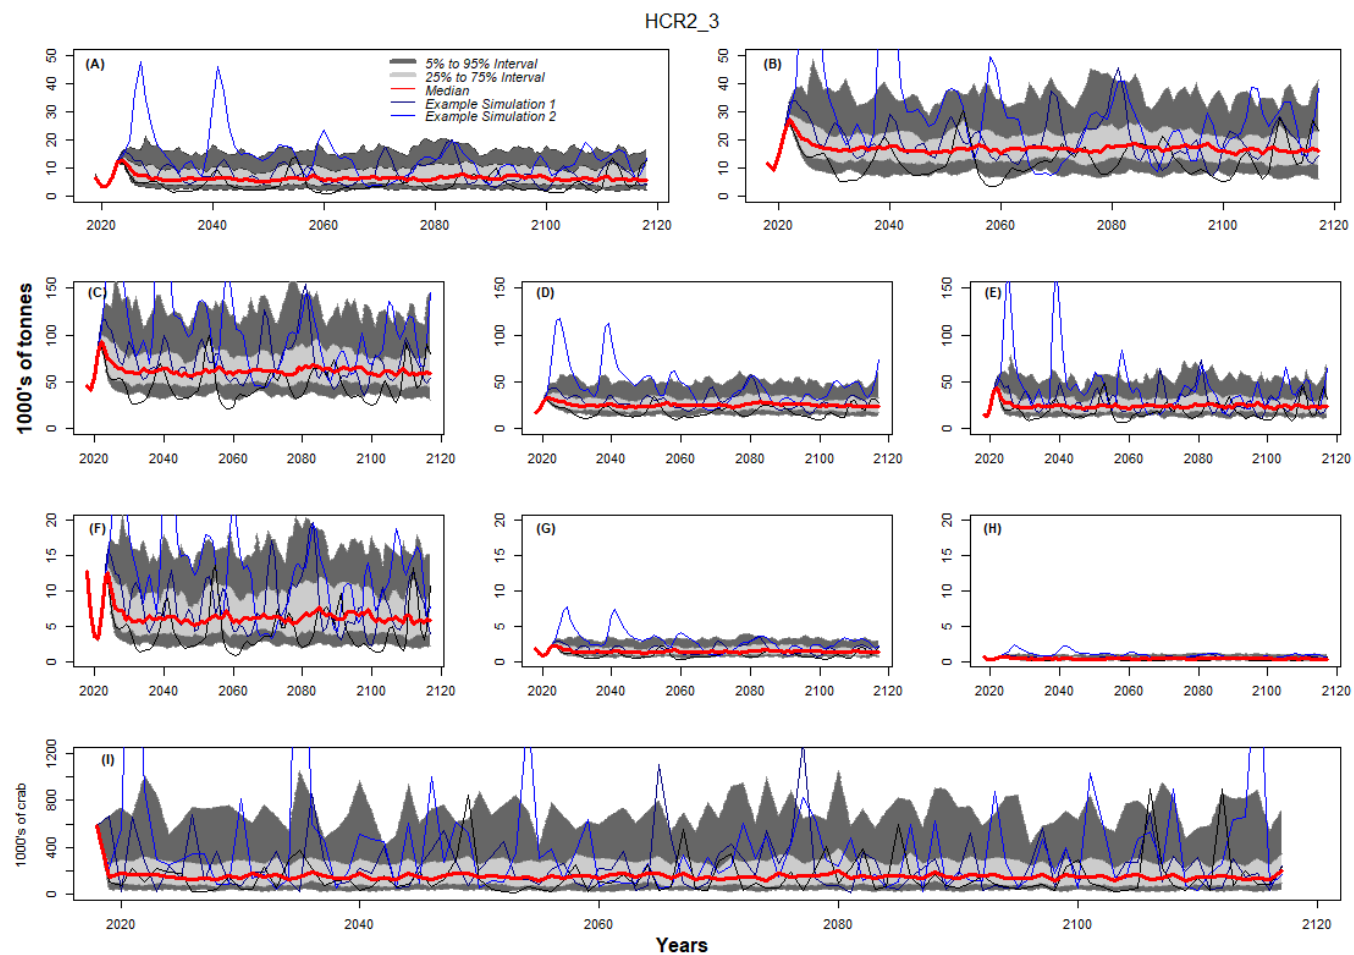 HCR2_3
(A)
5% to 95% Interval
25% to 75% Interval
Median
Example Simulation 1
Example Simulation 2
50
40
30
20
10
0
2020 2040 2060 2080 2100 2120
(B)
50
40
30
20
10
0
2020 2040 2060 2080 2100 2120
1000's of tonnes
(C)
150
100
50
0
2020 2040 2060 2080 2100 2120
(D)
150
100
50
0
2020 2040 2060 2080 2100 2120
(E)
150
100
50
0
2020 2040 2060 2080 2100 2120
(F)
20
15
10
5
0
2020 2040 2060 2080 2100 2120
(G)
20
15
10
5
0
2020 2040 2060 2080 2100 2120
(H)
20
15
10
5
0
2020 2040 2060 2080 2100 2120
1000's of crab
(I)
1200
800
400
0
2020 2040 2060 2080 2100 2120
Years